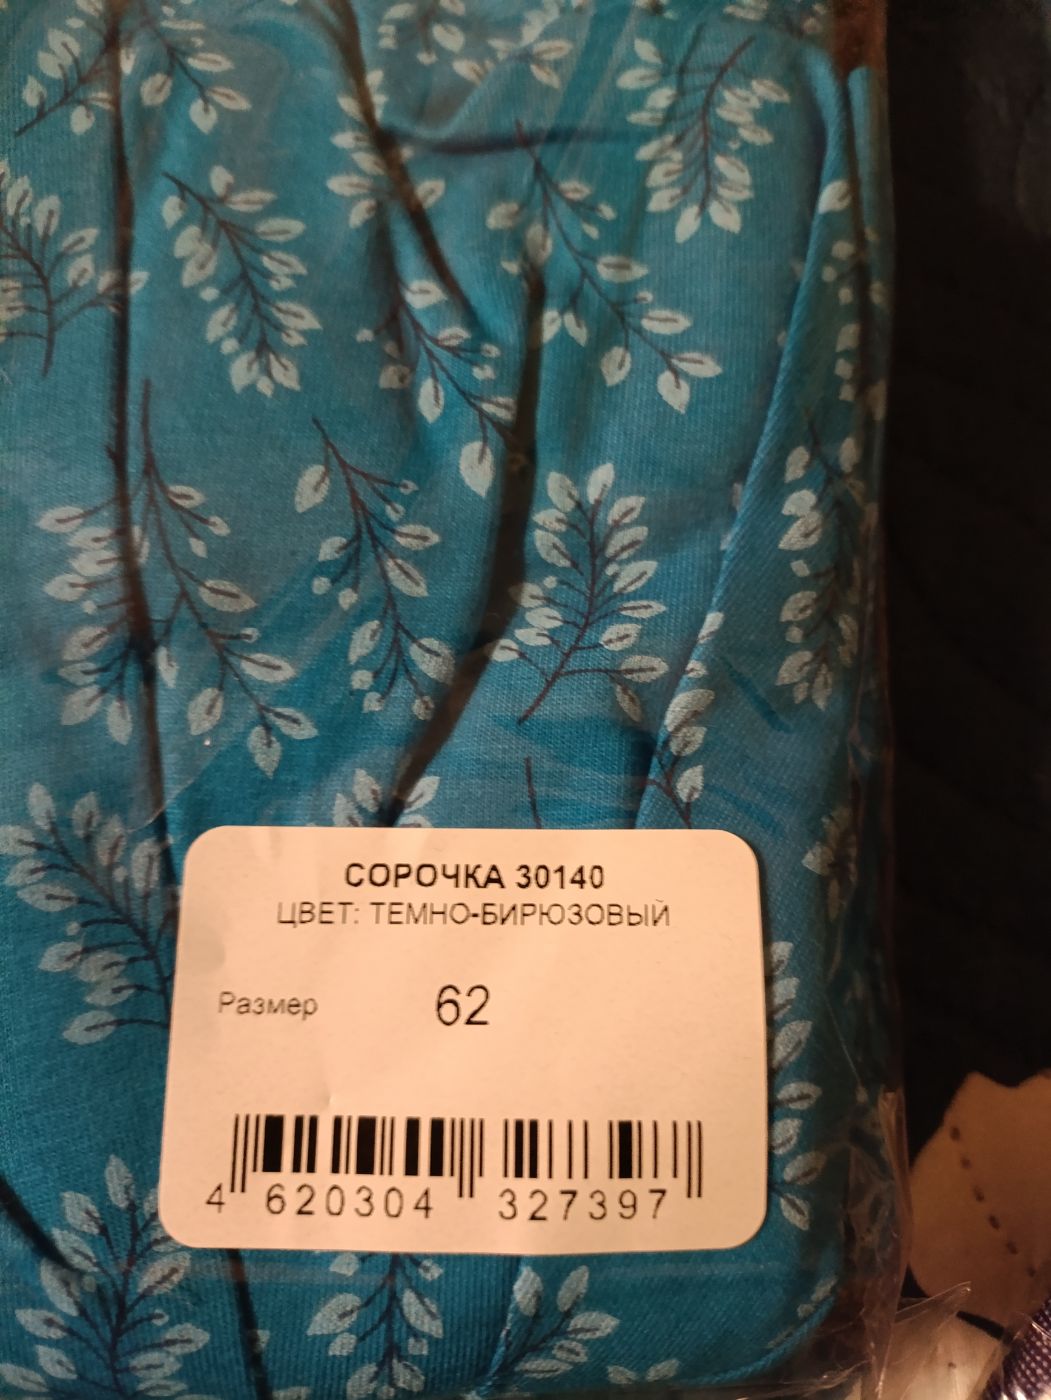 СОРОЧКА 30140
ЦВЕТ: ТЕМНО-БИРЮЗОВЫЙ
Размер 62
4 620304 327397